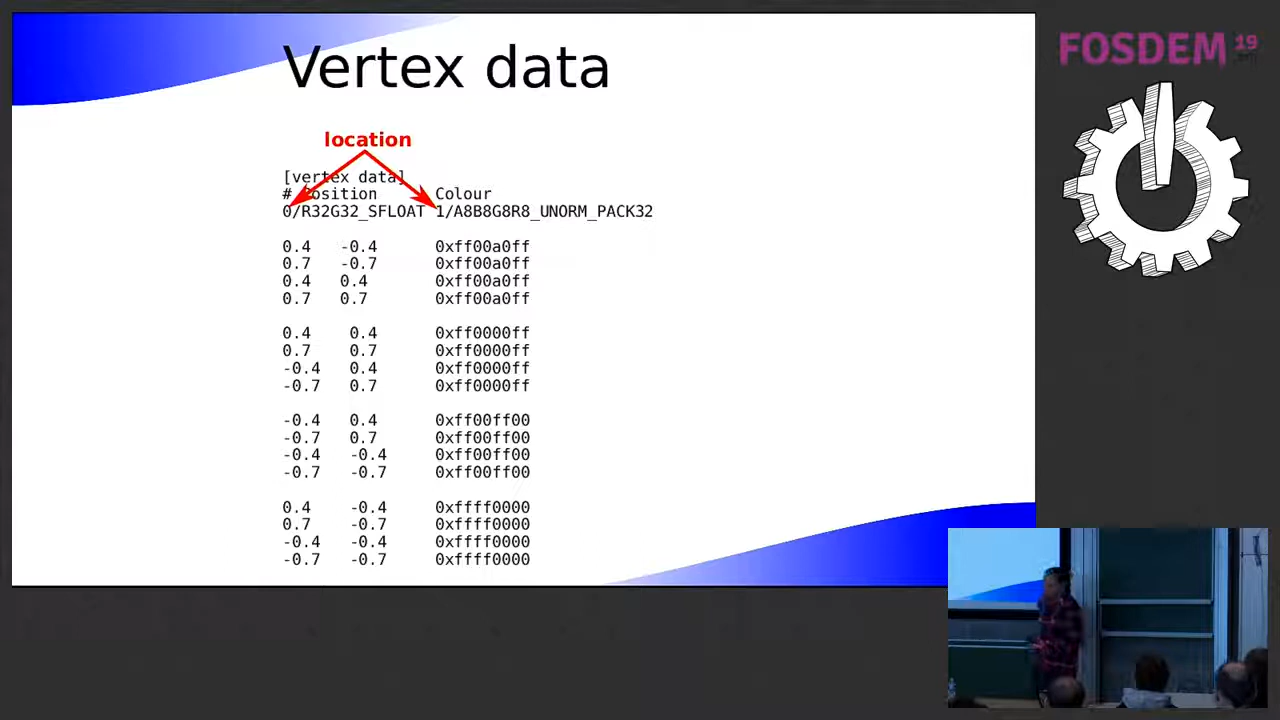 Vertex data
FOSDEM 19
.org
location
[vertex data]
# Position Colour
0/R32G32_SFLOAT 1/A8B8G8R8_UNORM_PACK32
0.4 -0.4 0xff00a0ff
0.7 -0.7 0xff00a0ff
0.4 0.4 0xff00a0ff
0.7 0.7 0xff00a0ff
0.4 0.4 0xff0000ff
0.7 0.7 0xff0000ff
-0.4 0.4 0xff0000ff
-0.7 0.7 0xff0000ff
-0.4 0.4 0xff00ff00
-0.7 0.7 0xff00ff00
-0.4 -0.4 0xff00ff00
-0.7 -0.7 0xff00ff00
0.4 -0.4 0xffff0000
0.7 -0.7 0xffff0000
-0.4 -0.4 0xffff0000
-0.7 -0.7 0xffff0000